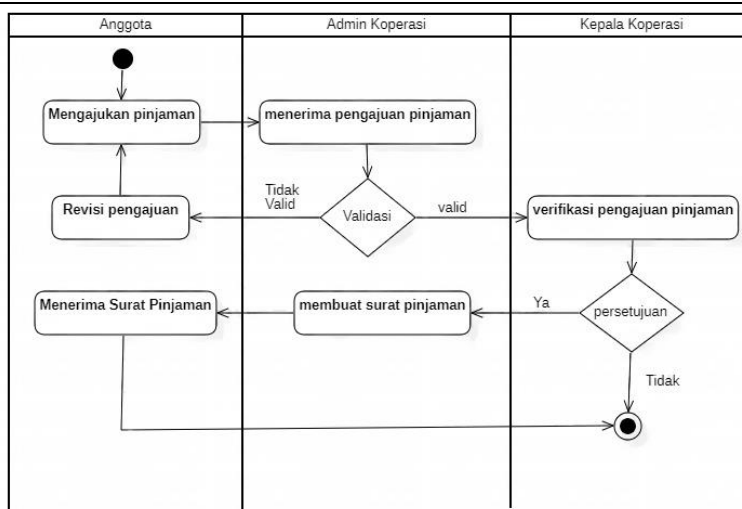 Anggota
Admin Koperasi
Kepala Koperasi
Mengajukan pinjaman
menerima pengajuan pinjaman
Tidak
Valid
Revisi pengajuan
Validasi
valid
verifikasi pengajuan pinjaman
Menerima Surat Pinjaman
membuat surat pinjaman
Ya
persetujuan
Tidak